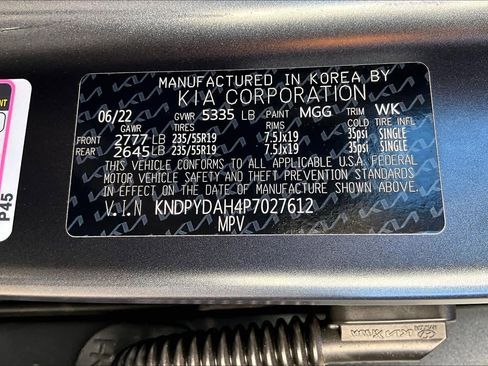 MANUFACTURED IN KOREA BY
KIA CORPORATION
06/22 GVWR 5335 LB PAINT MGG TRIM WK
GAWR TIRES RIMS COLD TIRE INFL
FRONT 2777 LB 235/55R19 7.5Jx19 35psi SINGLE
REAR 2645 LB 235/55R19 7.5Jx19 35psi SINGLE
THIS VEHICLE CONFORMS TO ALL APPLICABLE U.S.A FEDERAL
MOTOR VEHICLE SAFETY AND THEFT PREVENTION STANDARDS
IN EFFECT ON THE DATE OF MANUFACTURE SHOWN ABOVE.
V.I.N KNDPYDAH4P7027612
MPV
P45